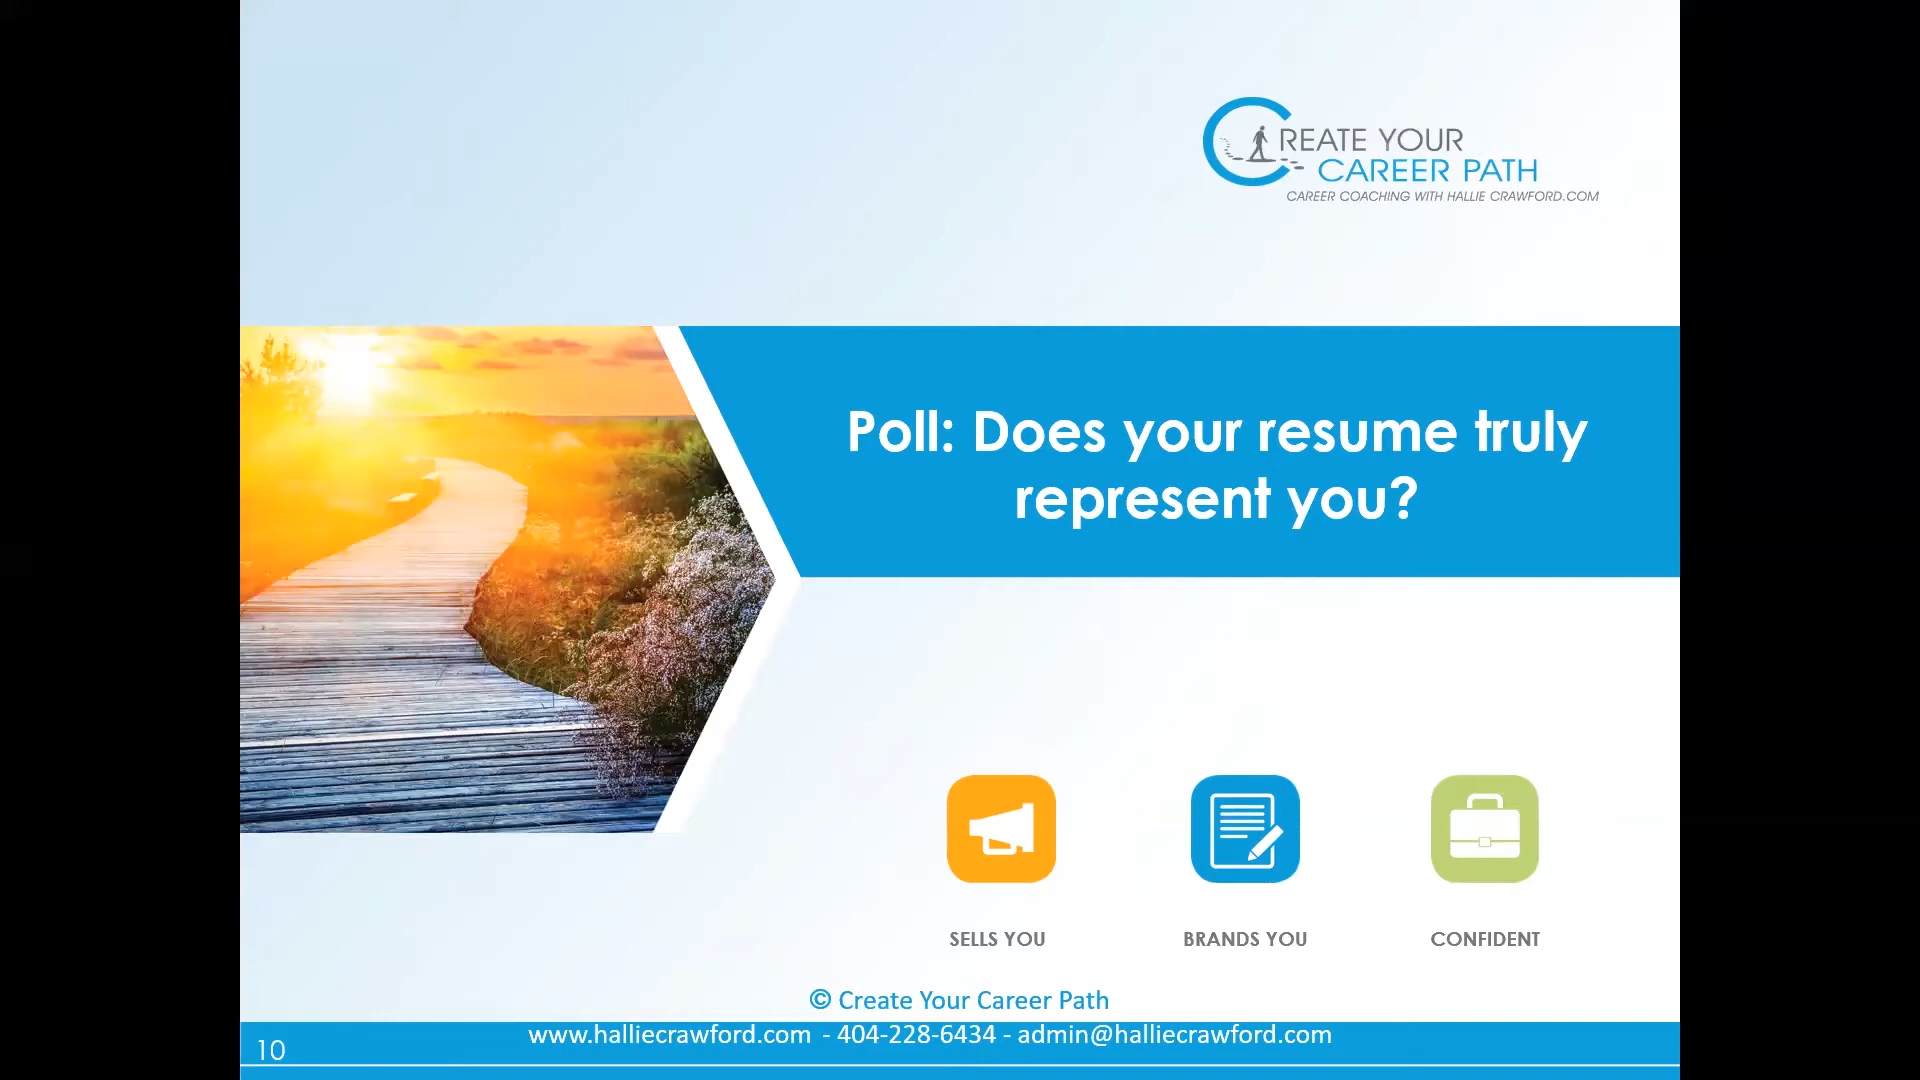 CREATE YOUR
CAREER PATH
CAREER COACHING WITH HALLIE CRAWFORD.COM
Poll: Does your resume truly
represent you?
SELLS YOU
BRANDS YOU
CONFIDENT
© Create Your Career Path
www.halliecrawford.com - 404-228-6434 - admin@halliecrawford.com
10